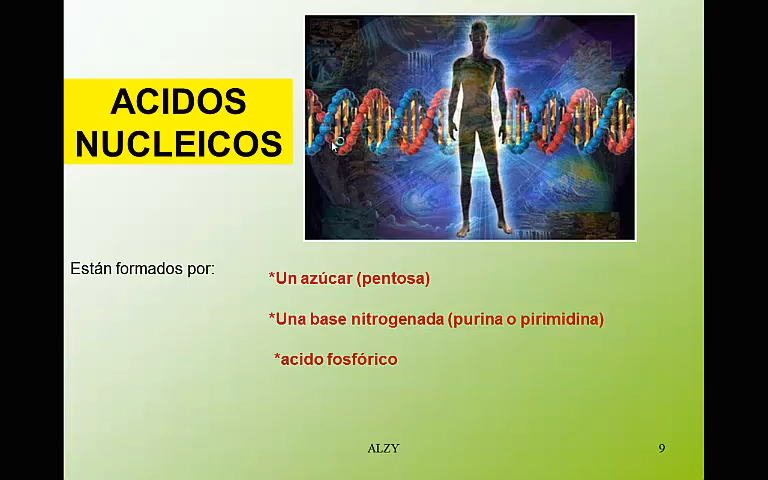 ACIDOS
NUCLEICOS
Están formados por:
*Un azúcar (pentosa)
*Una base nitrogenada (purina o pirimidina)
*acido fosfórico
ALZY
9